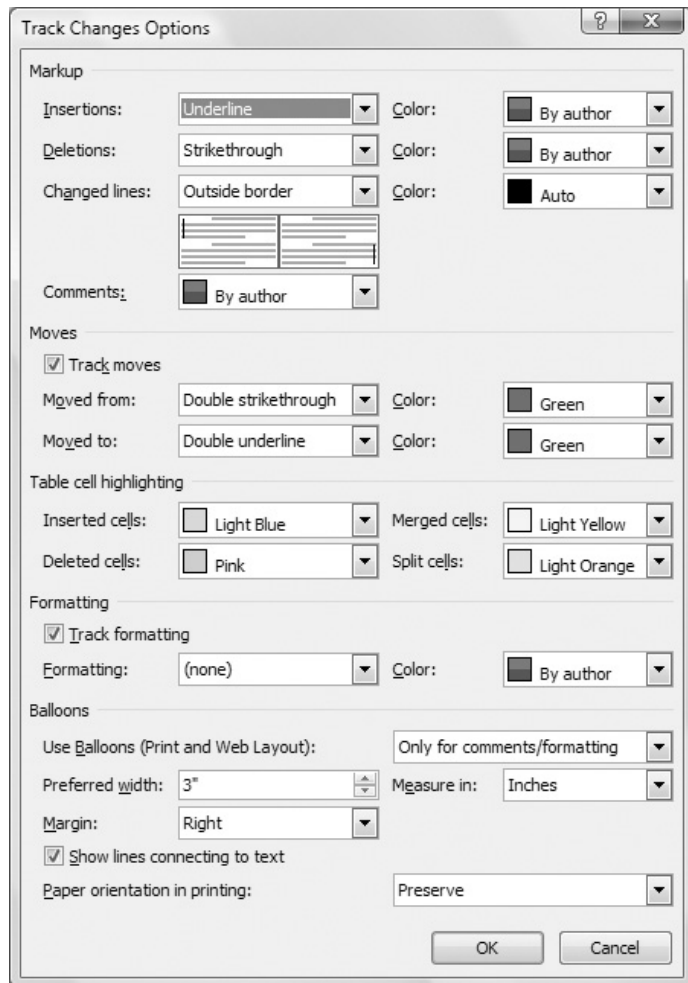 Track Changes Options ?
Markup
Insertions: Underline Color: By author
Deletions: Strikethrough Color: By author
Changed lines: Outside border Color: Auto
Comments: By author
Moves
Track moves
Moved from: Double strikethrough Color: Green
Moved to: Double underline Color: Green
Table cell highlighting
Inserted cells: Light Blue Merged cells: Light Yellow
Deleted cells: Pink Split cells: Light Orange
Formatting
Track formatting
Formatting: (none) Color: By author
Balloons
Use Balloons (Print and Web Layout): Only for comments/formatting
Preferred width: 3" Measure in: Inches
Margin: Right
Show lines connecting to text
Paper orientation in printing: Preserve
OK Cancel